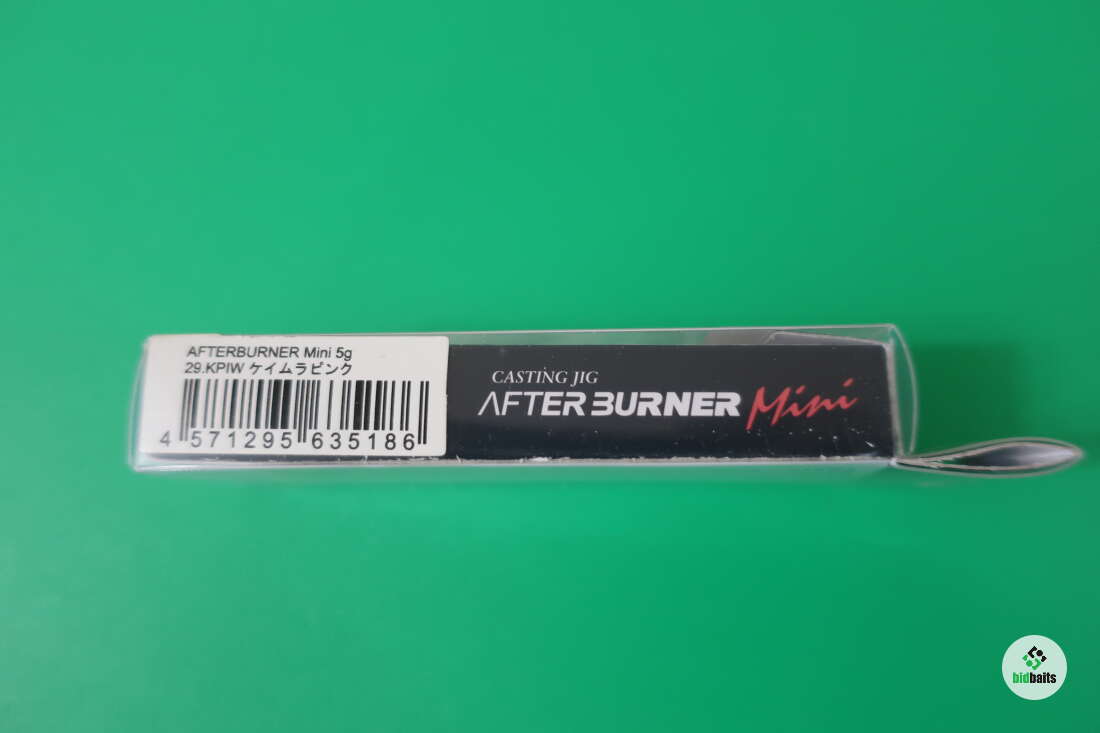 AFTERBURNER Mini 5g
29.KPIW ケイムラピンク
4 571295 635186
CASTING JIG
AFTER BURNER Mini
bidbaits